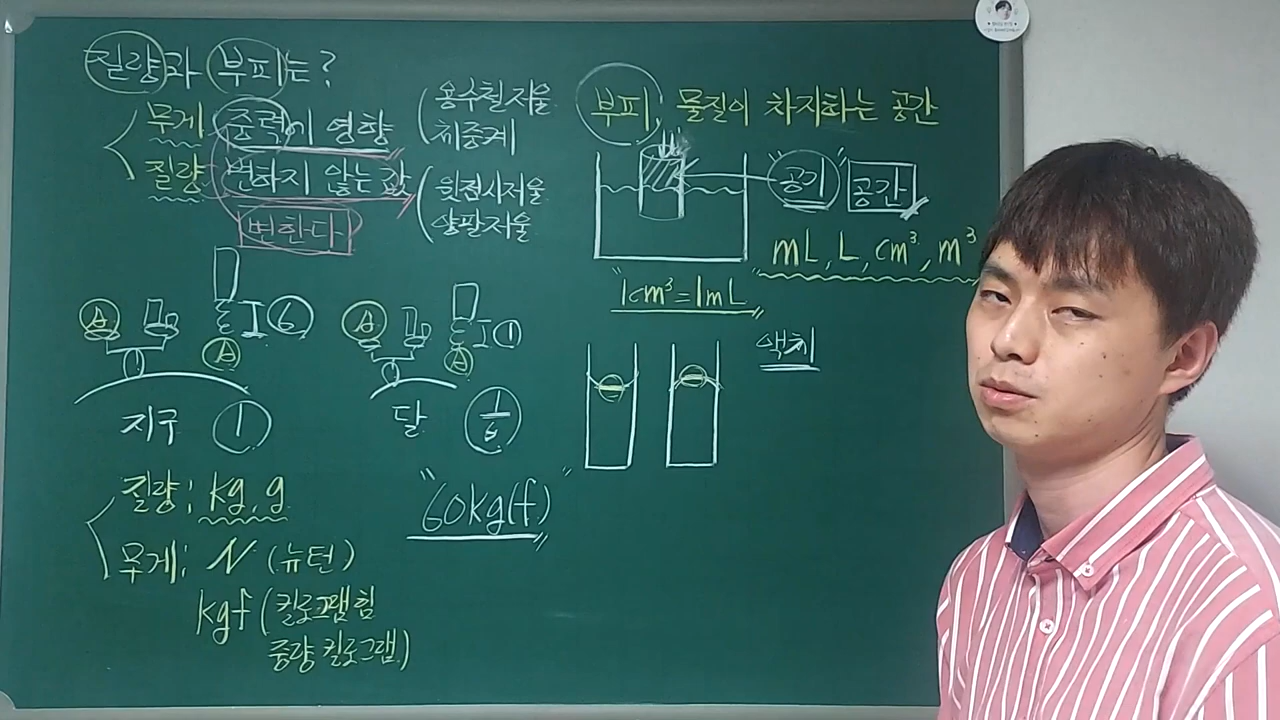 질량과 부피는?
무게 중력이 영향
용수철저울
체중계
질량 변하지 않는 값
윗접시저울
양팔저울
변한다
A
A
6
A
A
1
지구 1
달 1/6
질량; kg, g
"60kg(f)"
무게; N (뉴턴)
kgf (킬로그램힘
중량 킬로그램)
부피, 물질이 차지하는 공간
"공기" 공간
mL, L, cm³, m³
"1cm³=1mL"
액체